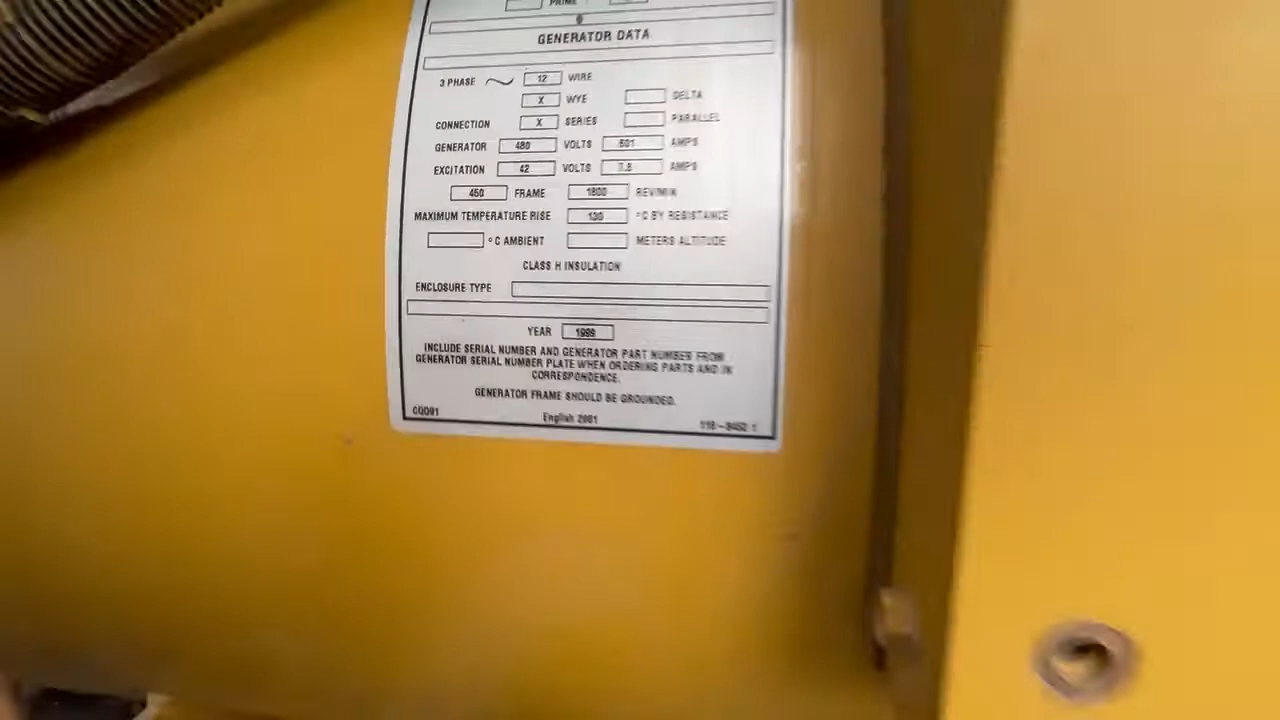 PRIME
GENERATOR DATA
3 PHASE 12 WIRE
X WYE DELTA
CONNECTION X SERIES PARALLEL
GENERATOR 480 VOLTS 601 AMPS
EXCITATION 42 VOLTS AMPS
450 FRAME 1800 REV/MIN
MAXIMUM TEMPERATURE RISE 130 °C BY RESISTANCE
°C AMBIENT METERS ALTITUDE
CLASS H INSULATION
ENCLOSURE TYPE
YEAR 1999
INCLUDE SERIAL NUMBER AND GENERATOR PART NUMBER FROM
GENERATOR SERIAL NUMBER PLATE WHEN ORDERING PARTS AND IN
CORRESPONDENCE.
GENERATOR FRAME SHOULD BE GROUNDED.
English 2001